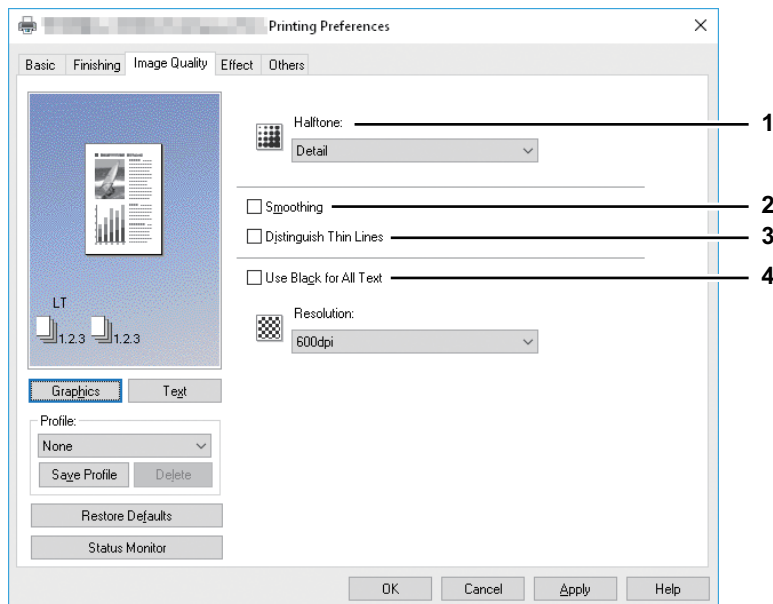 Printing Preferences
Basic Finishing Image Quality Effect Others
Halftone: 1
Detail
Smoothing 2
Distinguish Thin Lines 3
Use Black for All Text 4
LT
1.2.3 1.2.3
Resolution:
600dpi
Graphics Text
Profile:
None
Save Profile Delete
Restore Defaults
Status Monitor
OK Cancel Apply Help